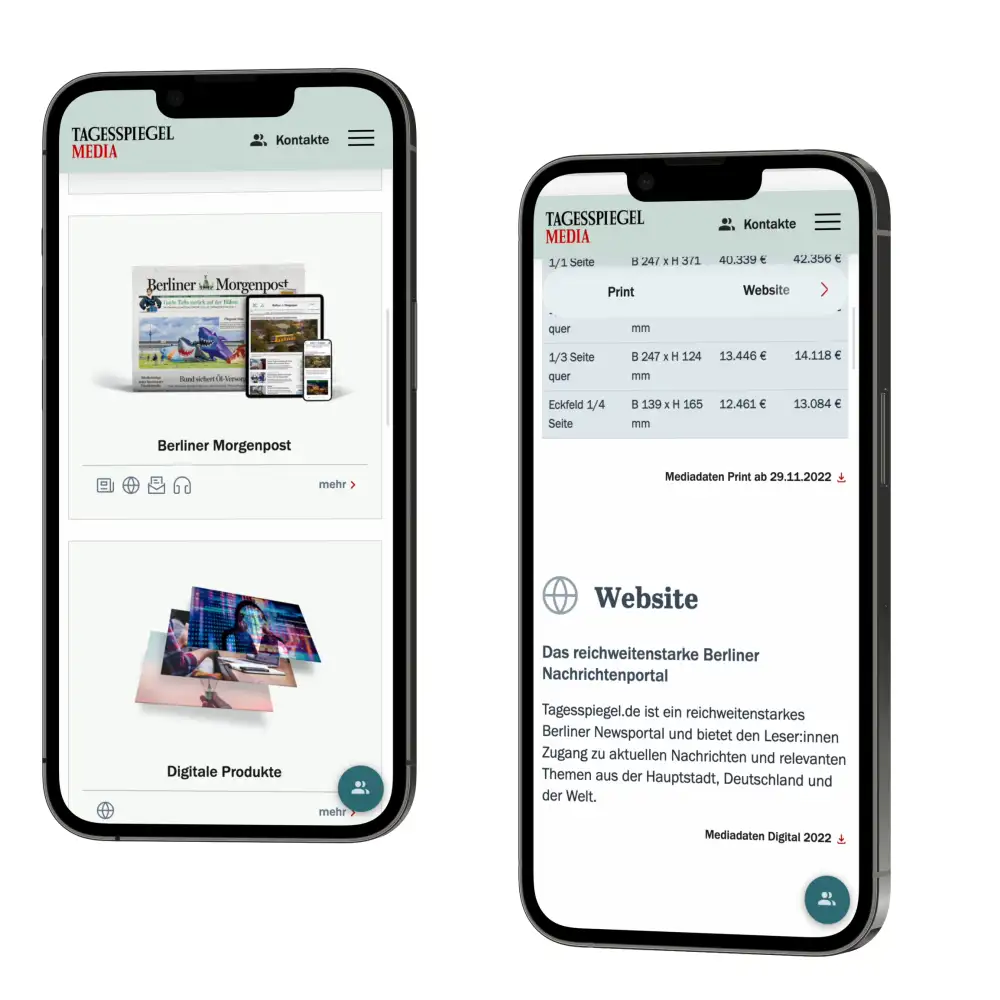 TAGESSPIEGEL
MEDIA
Kontakte
Berliner Morgenpost
Bund sichert Öl-Versorg
Berliner Morgenpost
mehr
Digitale Produkte
mehr
TAGESSPIEGEL
MEDIA
Kontakte
1/1 Seite B 247 x H 371 40.339 € 42.356 €
Print Website
quer mm
1/3 Seite B 247 x H 124 13.446 € 14.118 €
quer mm
Eckfeld 1/4 B 139 x H 165 12.461 € 13.084 €
Seite mm
Mediadaten Print ab 29.11.2022
Website
Das reichweitenstarke Berliner
Nachrichtenportal
Tagesspiegel.de ist ein reichweitenstarkes
Berliner Newsportal und bietet den Leser:innen
Zugang zu aktuellen Nachrichten und relevanten
Themen aus der Hauptstadt, Deutschland und
der Welt.
Mediadaten Digital 2022